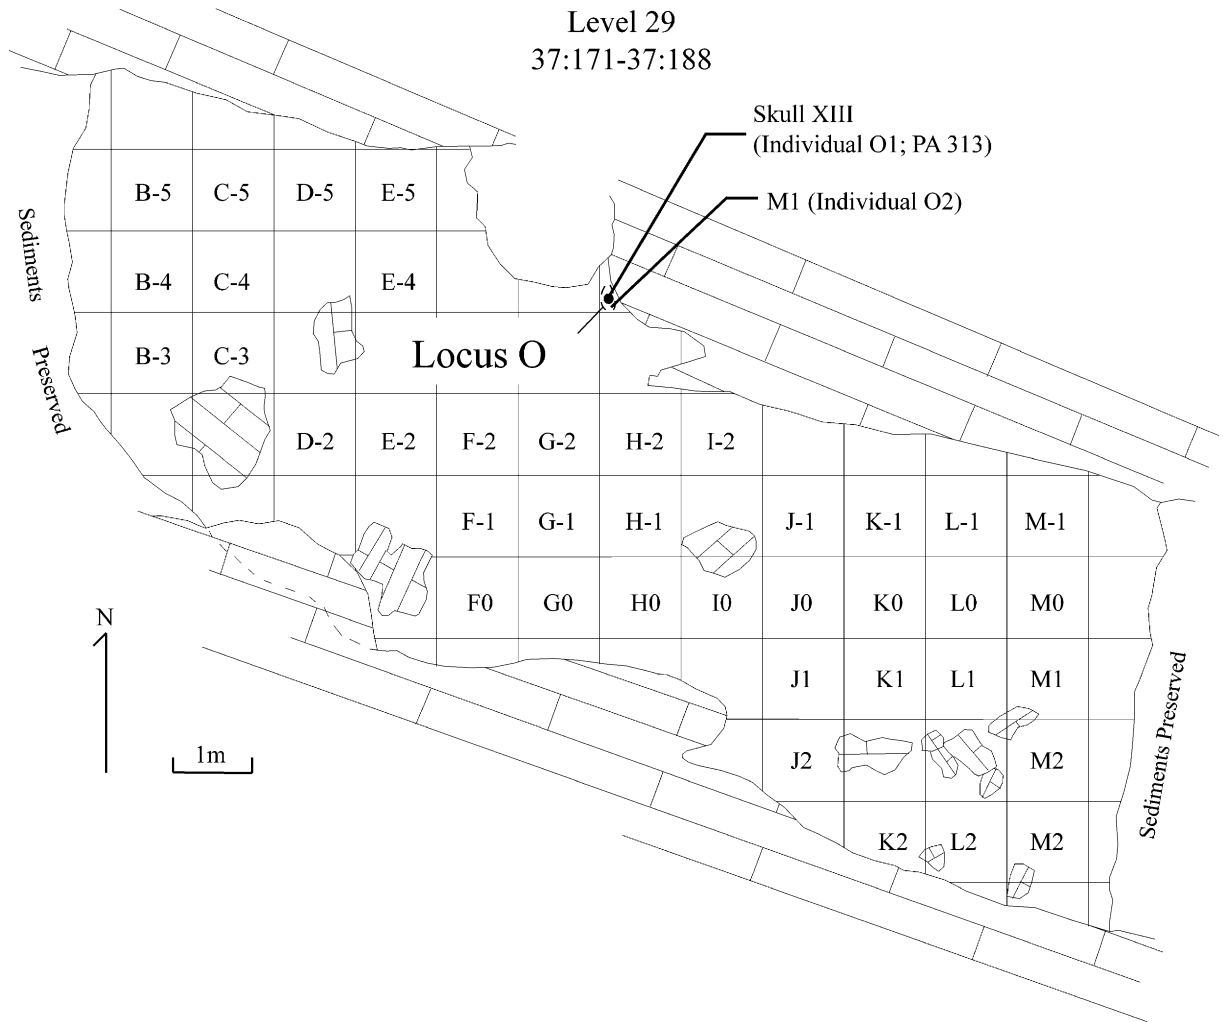 Level 29
37:171-37:188
Skull XIII
(Individual O1; PA 313)
M1 (Individual O2)
B-5 C-5 D-5 E-5
Sediments
B-4 C-4 E-4
Preserved
B-3 C-3 Locus O
D-2 E-2 F-2 G-2 H-2 I-2
F-1 G-1 H-1 J-1 K-1 L-1 M-1
F0 G0 H0 I0 J0 K0 L0 M0
N
J1 K1 L1 M1
Sediments Preserved
1m
J2 M2
K2 L2 M2